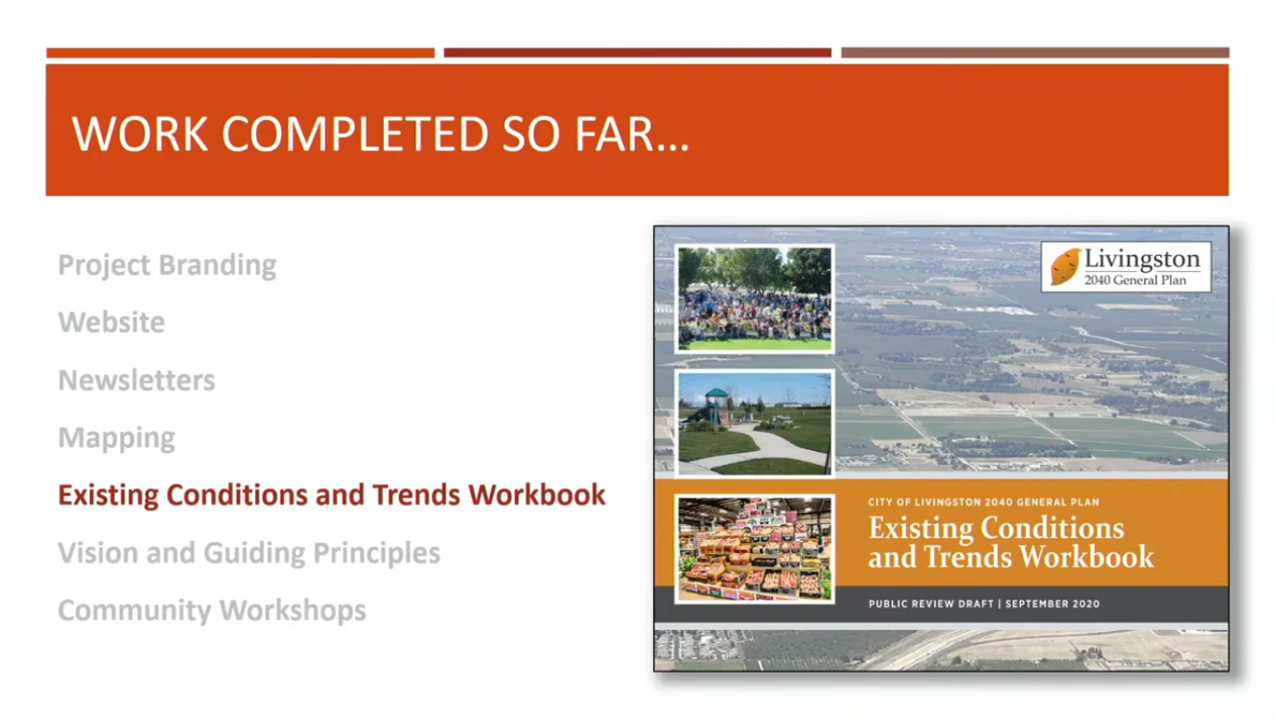 WORK COMPLETED SO FAR...
Project Branding
Website
Newsletters
Mapping
Existing Conditions and Trends Workbook
Vision and Guiding Principles
Community Workshops
Livingston
2040 General Plan
CITY OF LIVINGSTON 2040 GENERAL PLAN
Existing Conditions
and Trends Workbook
PUBLIC REVIEW DRAFT | SEPTEMBER 2020